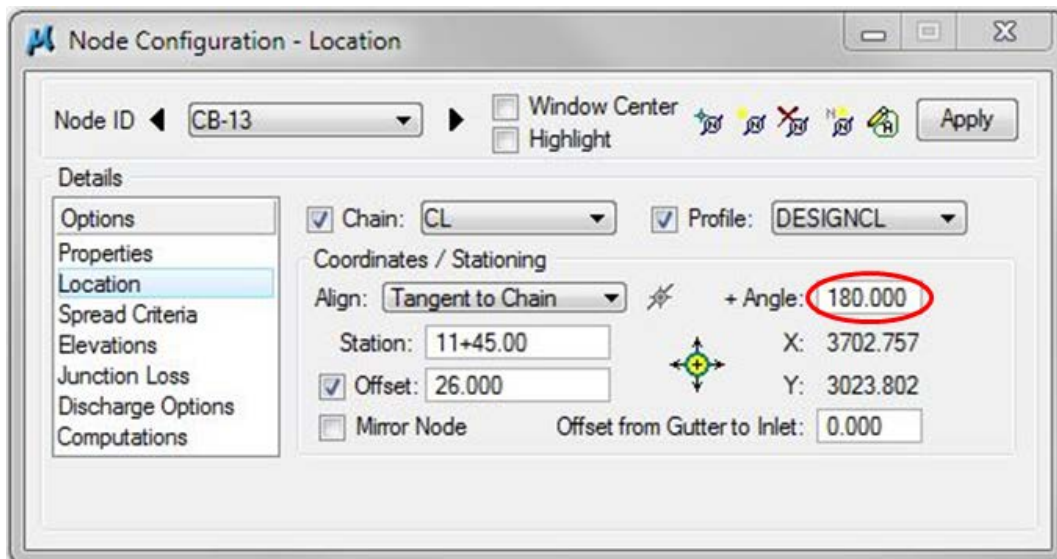 Node Configuration - Location
Node ID CB-13 Window Center Apply
Highlight
Details
Options
Properties
Location
Spread Criteria
Elevations
Junction Loss
Discharge Options
Computations
Chain: CL Profile: DESIGNCL
Coordinates / Stationing
Align: Tangent to Chain + Angle: 180.000
Station: 11+45.00 X: 3702.757
Offset: 26.000 Y: 3023.802
Mirror Node Offset from Gutter to Inlet: 0.000